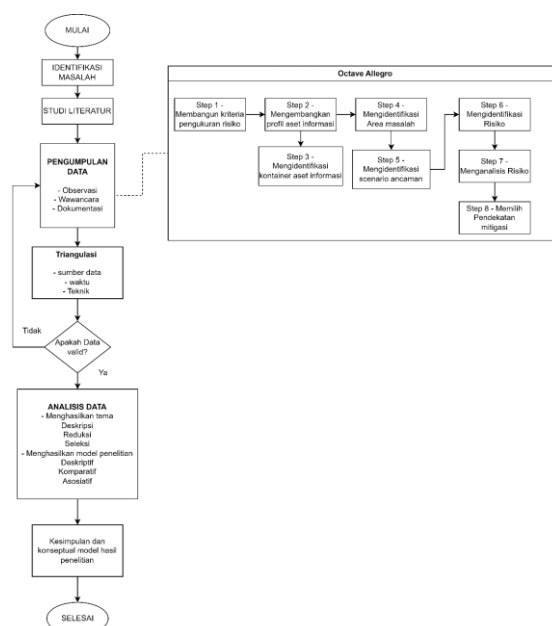 MULAI
IDENTIFIKASI
MASALAH
STUDI LITERATUR
PENGUMPULAN
DATA
- Observasi
- Wawancara
- Dokumentasi
Triangulasi
- sumber data
- waktu
- Teknik
Tidak
Apakah Data
valid?
Ya
ANALISIS DATA
- Menghasilkan tema
Deskripsi
Reduksi
Seleksi
- Menghasilkan model penelitian
Deskriptif
Komparatif
Asosiatif
Kesimpulan dan
konseptual model hasil
penelitian
SELESAI
Octave Allegro
Step 1 -
Membangun kriteria
pengukuran risiko
Step 2 -
Mengembangkan
profil aset informasi
Step 3 -
Mengidentifikasi
kontainer aset informasi
Step 4 -
Mengidentifikasi
Area masalah
Step 5 -
Mengidentifikasi
scenario ancaman
Step 6 -
Mengidentifikasi
Risiko
Step 7 -
Menganalisis Risiko
Step 8 - Memilih
Pendekatan
mitigasi